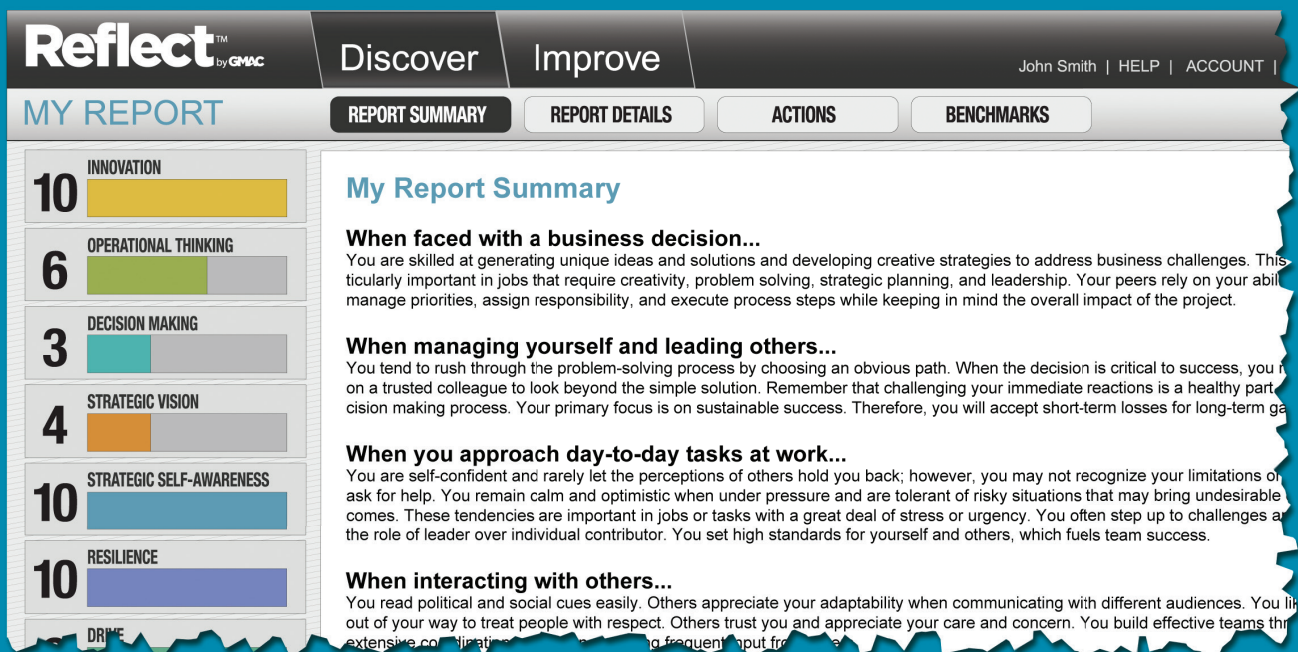 Reflect™ by GMAC
Discover
Improve
John Smith | HELP | ACCOUNT |
MY REPORT
REPORT SUMMARY
REPORT DETAILS
ACTIONS
BENCHMARKS
10 INNOVATION
6 OPERATIONAL THINKING
3 DECISION MAKING
4 STRATEGIC VISION
10 STRATEGIC SELF-AWARENESS
10 RESILIENCE
DRIVE
My Report Summary
When faced with a business decision...
You are skilled at generating unique ideas and solutions and developing creative strategies to address business challenges. This
ticularly important in jobs that require creativity, problem solving, strategic planning, and leadership. Your peers rely on your
manage priorities, assign responsibility, and execute process steps while keeping in mind the overall impact of the project.
When managing yourself and leading others...
You tend to rush through the problem-solving process by choosing an obvious path. When the decision is critical to success, you
on a trusted colleague to look beyond the simple solution. Remember that challenging your immediate reactions is a healthy part
cision making process. Your primary focus is on sustainable success. Therefore, you will accept short-term losses for long-term
When you approach day-to-day tasks at work...
You are self-confident and rarely let the perceptions of others hold you back; however, you may not recognize your limitations
ask for help. You remain calm and optimistic when under pressure and are tolerant of risky situations that may bring undesirable
comes. These tendencies are important in jobs or tasks with a great deal of stress or urgency. You often step up to challenges
the role of leader over individual contributor. You set high standards for yourself and others, which fuels team success.
When interacting with others...
You read political and social cues easily. Others appreciate your adaptability when communicating with different audiences. You
out of your way to treat people with respect. Others trust you and appreciate your care and concern. You build effective teams
extensive frequent